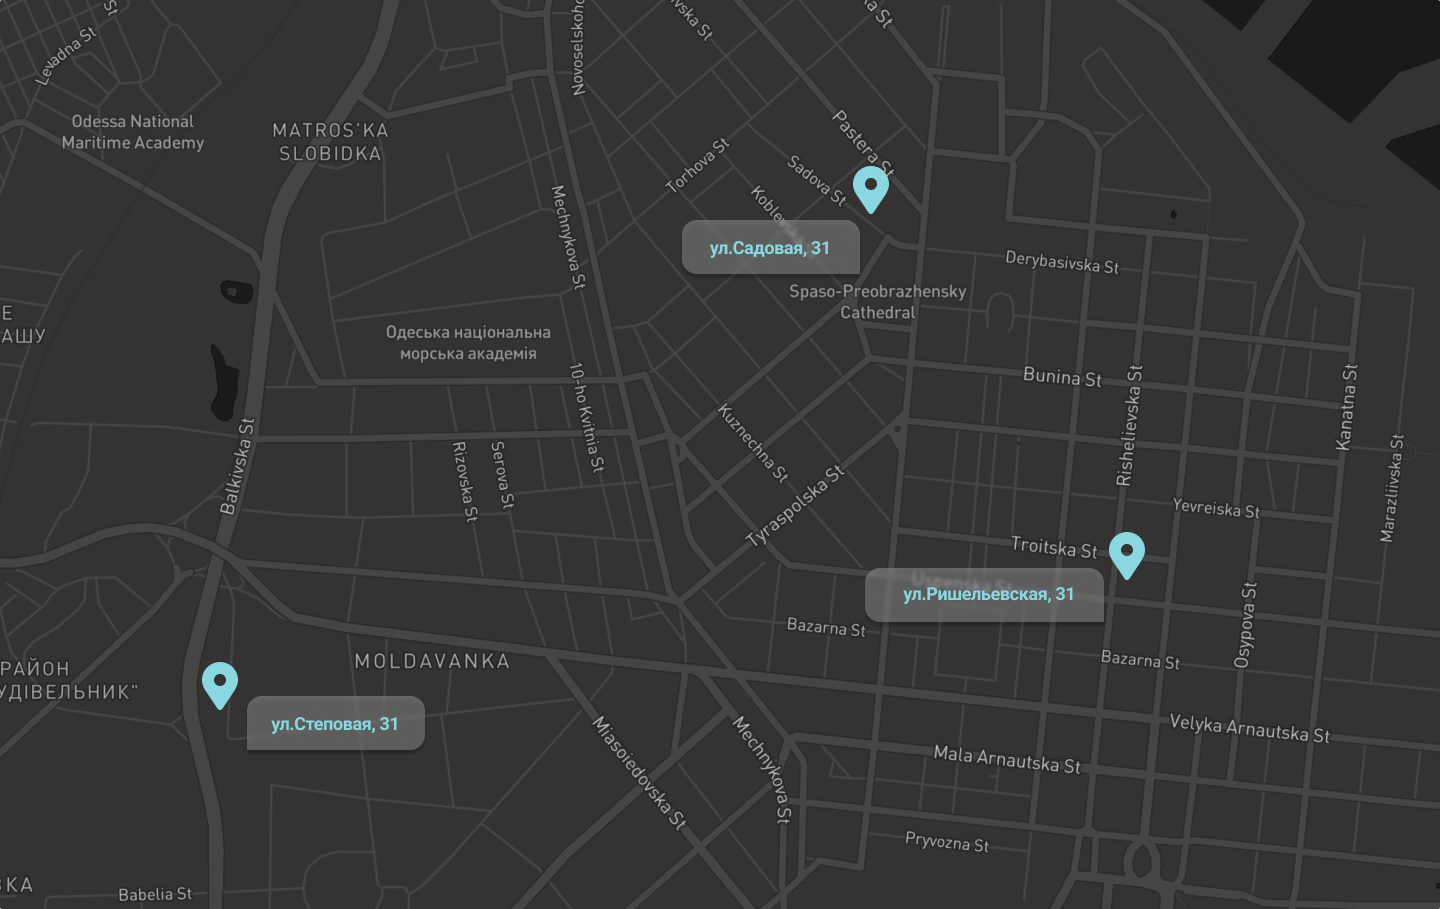 Levadna St
St
Odessa National
Maritime Academy
MATROS'KA
SLOBIDKA
Novoselskoho
vska St
ka St
Pastera St
Torhova St
Sadova St
Mechnykova St
ул.Садовая, 31
Derybasivska St
Spaso-Preobrazhensky
Cathedral
Е
АШУ
Одеська національна
морська академія
10-ho Kvitnia St
Bunina St
Rishelievska St
Kanatna St
Kuznechna St
Balkivska St
Rizovska St
Serova St
Tyraspolska St
Marazliivska St
Yevreiska St
Troitska St
Uspenska St
ул.Ришельевская, 31
Bazarna St
Osypova St
Bazarna St
РАЙОН
УДІВЕЛЬНИК"
MOLDAVANKA
ул.Степовая, 31
Miasoiedovska St
Mechnykova St
Velyka Arnautska St
Mala Arnautska St
Pryvozna St
ВКА
Babelia St